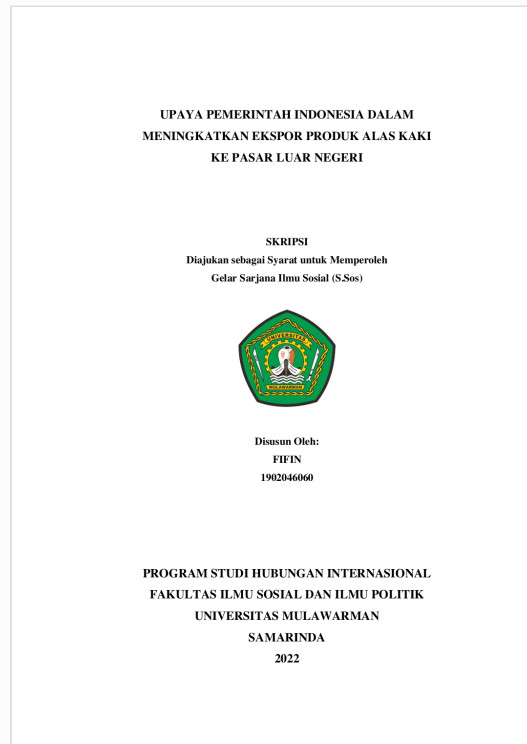 UPAYA PEMERINTAH INDONESIA DALAM
MENINGKATKAN EKSPOR PRODUK ALAS KAKI
KE PASAR LUAR NEGERI
SKRIPSI
Diajukan sebagai Syarat untuk Memperoleh
Gelar Sarjana Ilmu Sosial (S.Sos)
UNIVERSITAS
MULAWARMAN
Disusun Oleh:
FIFIN
1902046060
PROGRAM STUDI HUBUNGAN INTERNASIONAL
FAKULTAS ILMU SOSIAL DAN ILMU POLITIK
UNIVERSITAS MULAWARMAN
SAMARINDA
2022